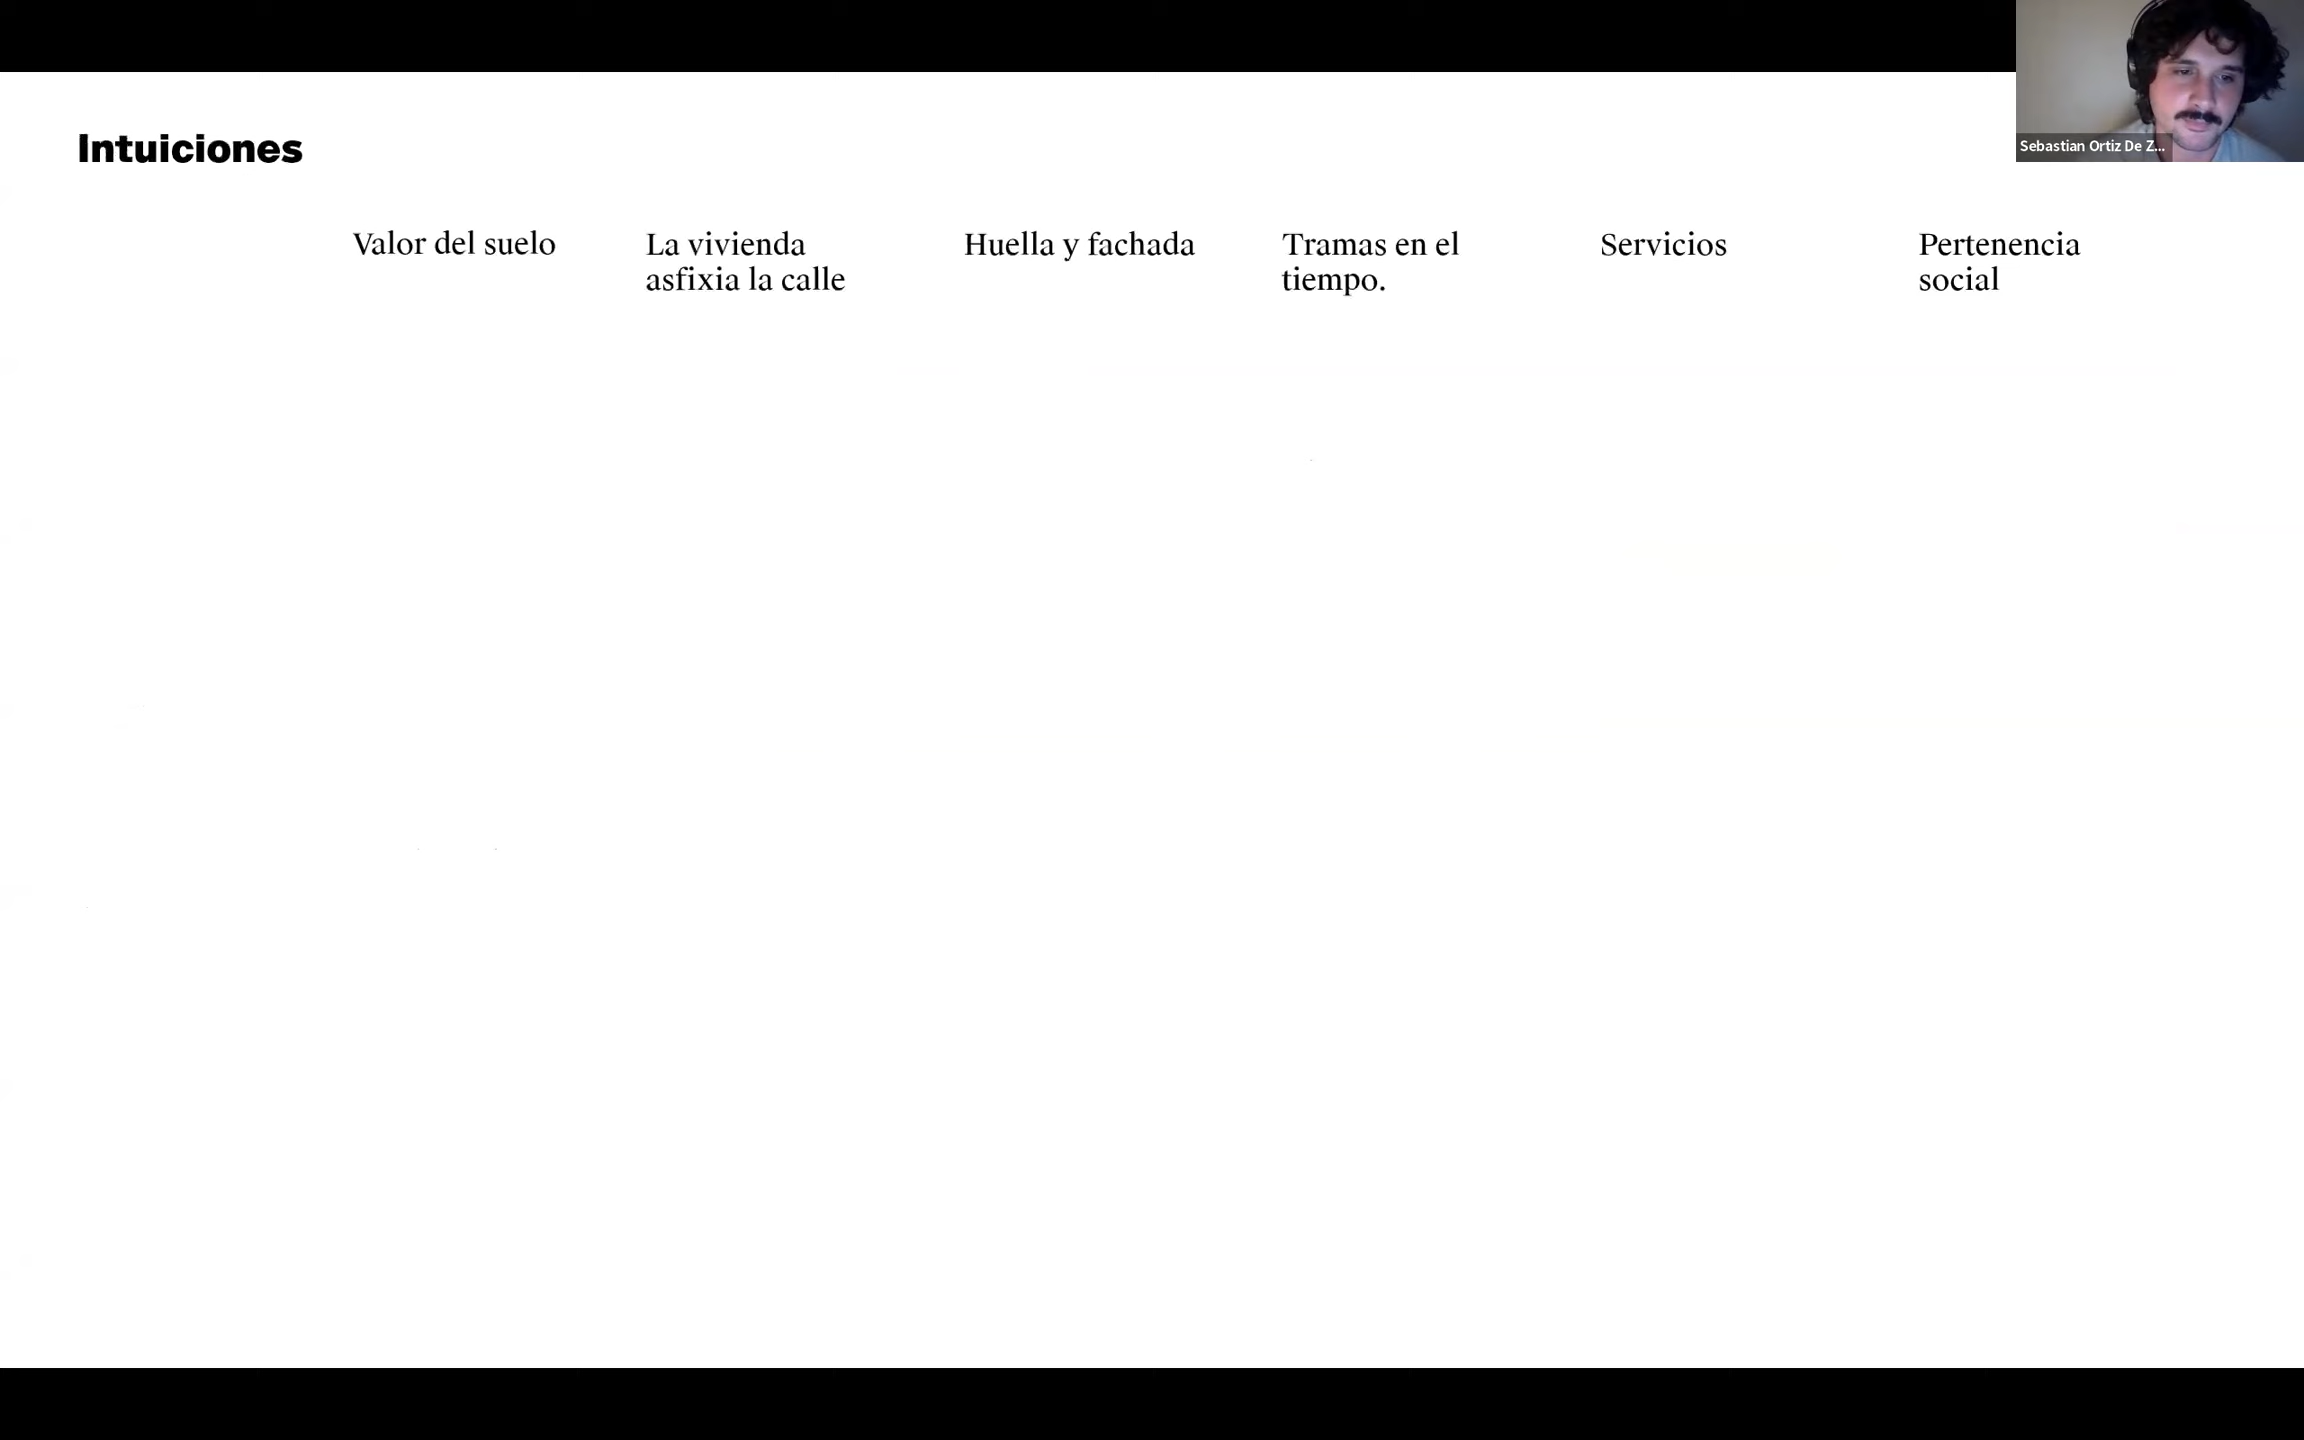 Intuiciones
Valor del suelo
La vivienda
asfixia la calle
Huella y fachada
Tramas en el
tiempo.
Servicios
Pertenencia
social
Sebastian Ortiz De Z...